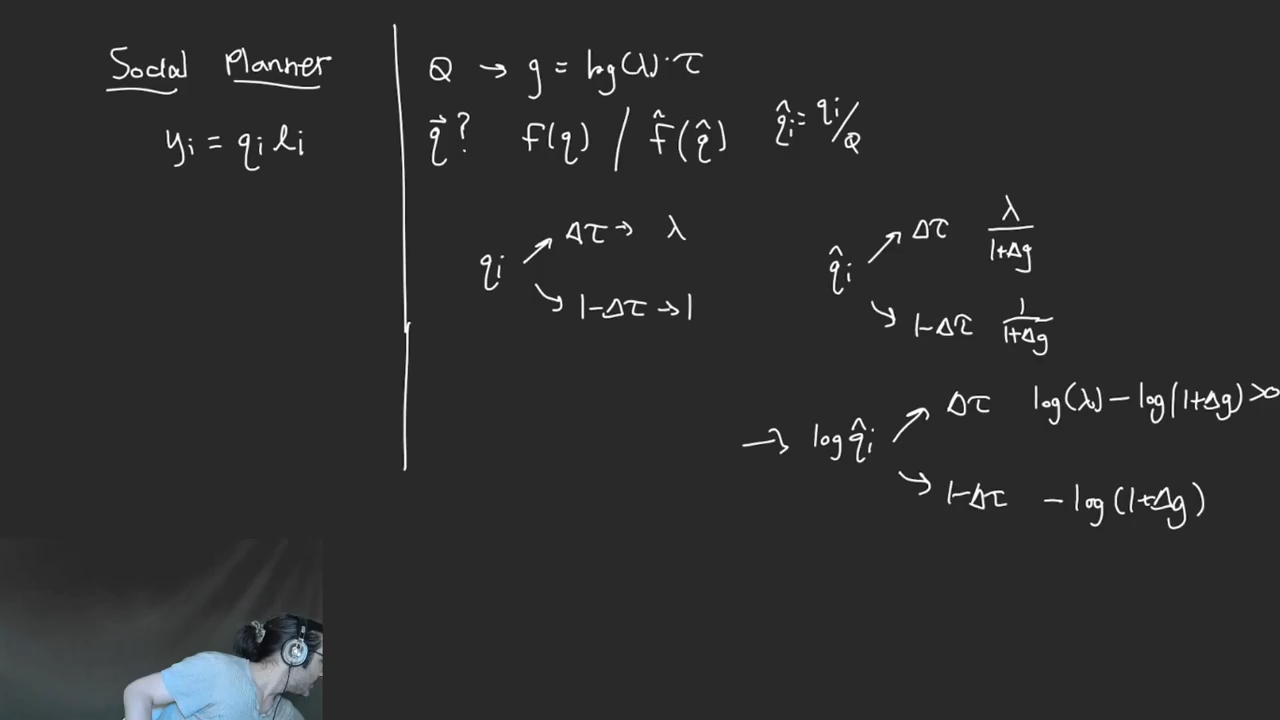 Social Planner
yᵢ = qᵢ lᵢ
Q → g = log(λ)·τ
q⃗? F(q) / F̂(q̂) q̂ᵢ = qᵢ/Q
qᵢ ↗ Δτ → λ
↘ 1-Δτ → 1
q̂ᵢ ↗ Δτ λ/(1+Δg)
↘ 1-Δτ 1/(1+Δg)
→ log q̂ᵢ ↗ Δτ log(λ) - log(1+Δg) >0
↘ 1-Δτ - log(1+Δg)